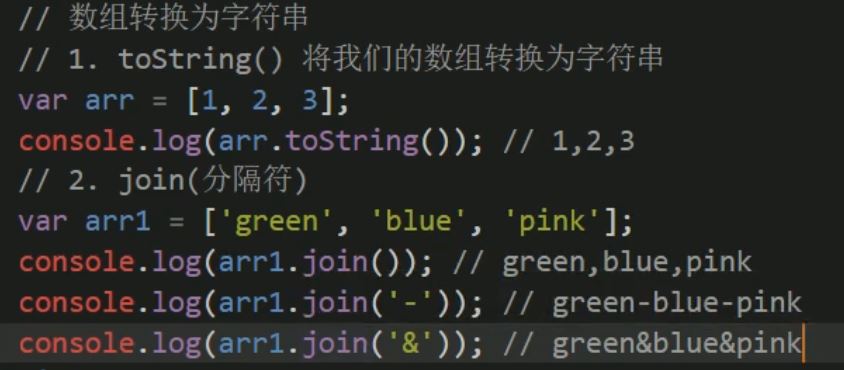 // 数组转换为字符串
// 1. toString() 将我们的数组转换为字符串
var arr = [1, 2, 3];
console.log(arr.toString()); // 1,2,3
// 2. join(分隔符)
var arr1 = ['green', 'blue', 'pink'];
console.log(arr1.join()); // green,blue,pink
console.log(arr1.join('-')); // green-blue-pink
console.log(arr1.join('&')); // green&blue&pink